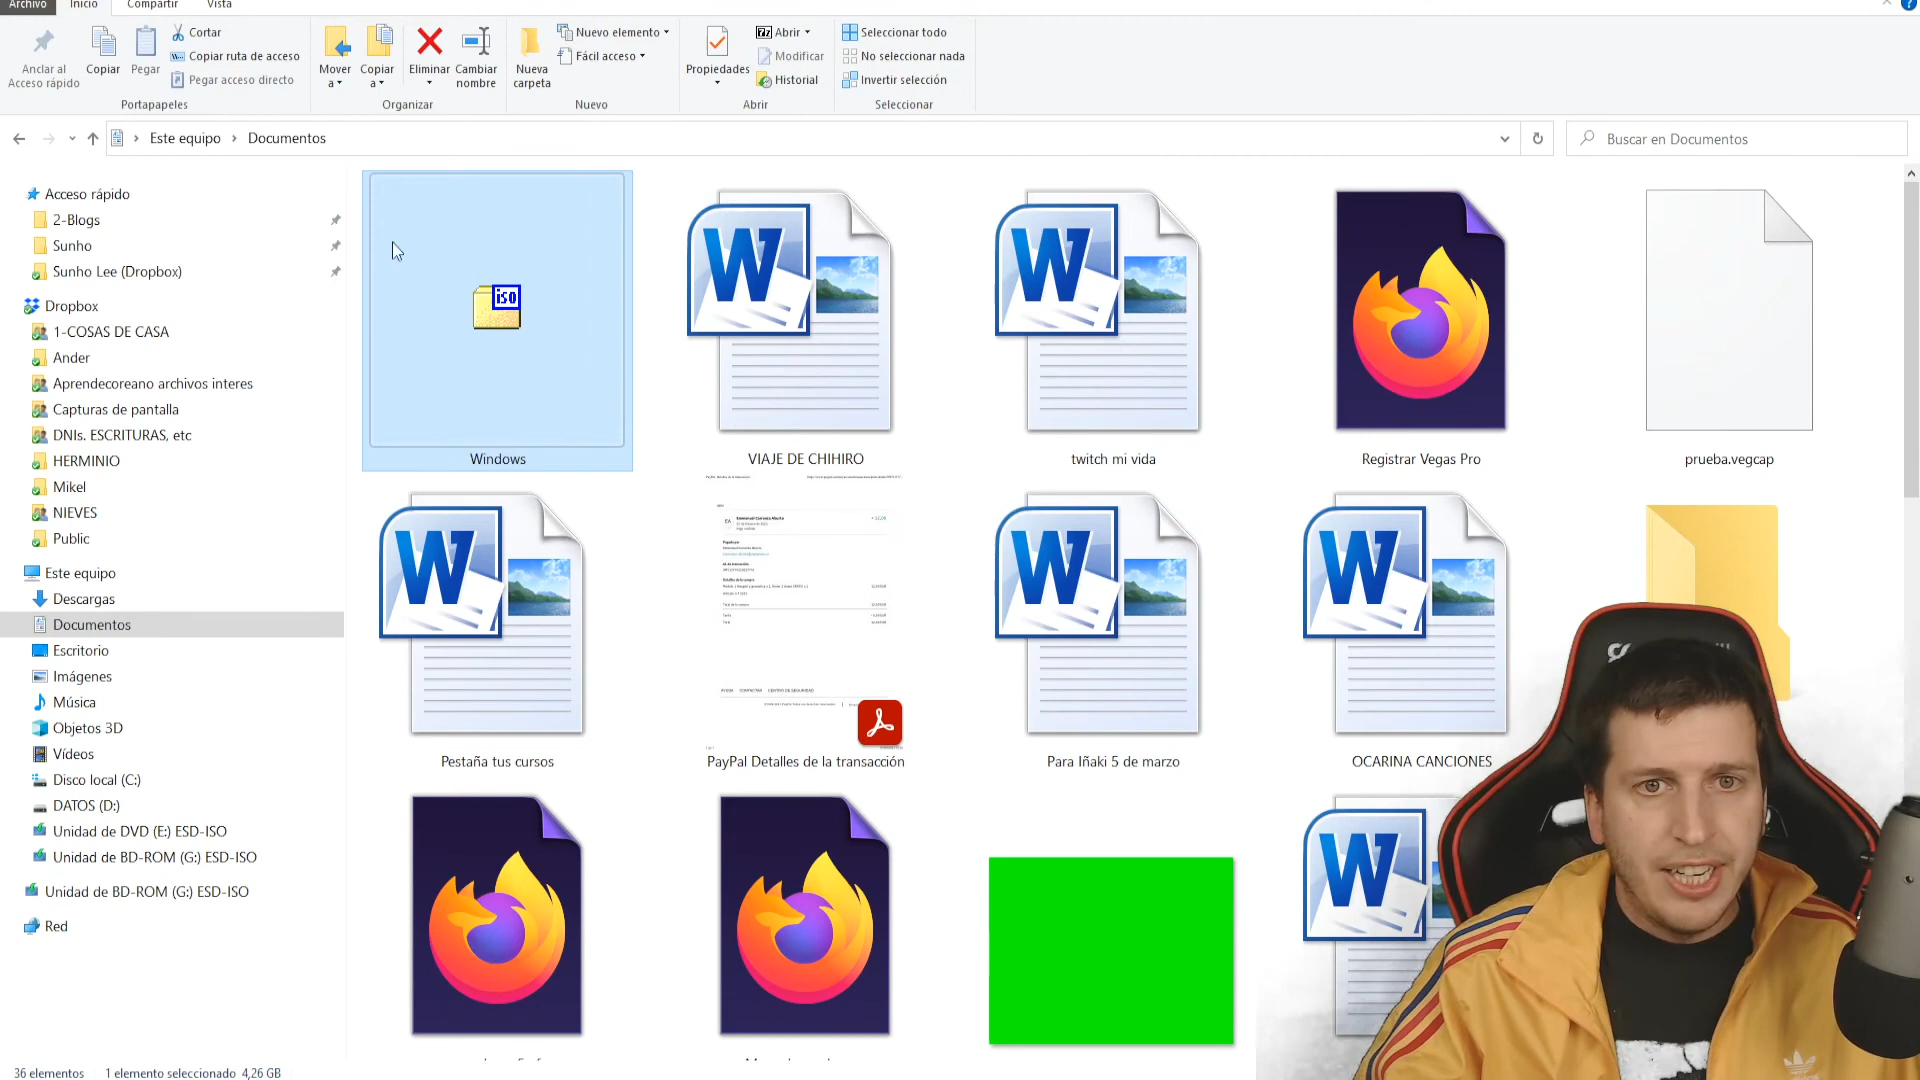 Archivo Inicio Compartir Vista
Anclar al Acceso rápido
Copiar
Pegar
Cortar
Copiar ruta de acceso
Pegar acceso directo
Portapapeles
Mover a
Copiar a
Eliminar
Cambiar nombre
Organizar
Nueva carpeta
Nuevo elemento
Fácil acceso
Nuevo
Propiedades
Abrir
Modificar
Historial
Abrir
Seleccionar todo
No seleccionar nada
Invertir selección
Seleccionar
Este equipo Documentos
Buscar en Documentos
Acceso rápido
2-Blogs
Sunho
Sunho Lee (Dropbox)
Dropbox
1-COSAS DE CASA
Ander
Aprendecoreano archivos interes
Capturas de pantalla
DNIs. ESCRITURAS, etc
HERMINIO
Mikel
NIEVES
Public
Este equipo
Descargas
Documentos
Escritorio
Imágenes
Música
Objetos 3D
Vídeos
Disco local (C:)
DATOS (D:)
Unidad de DVD (E:) ESD-ISO
Unidad de BD-ROM (G:) ESD-ISO
Unidad de BD-ROM (G:) ESD-ISO
Red
iso
Windows
VIAJE DE CHIHIRO
twitch mi vida
Registrar Vegas Pro
prueba.vegcap
Pestaña tus cursos
PayPal Detalles de la transacción
Para Iñaki 5 de marzo
OCARINA CANCIONES
36 elementos 1 elemento seleccionado 4,26 GB